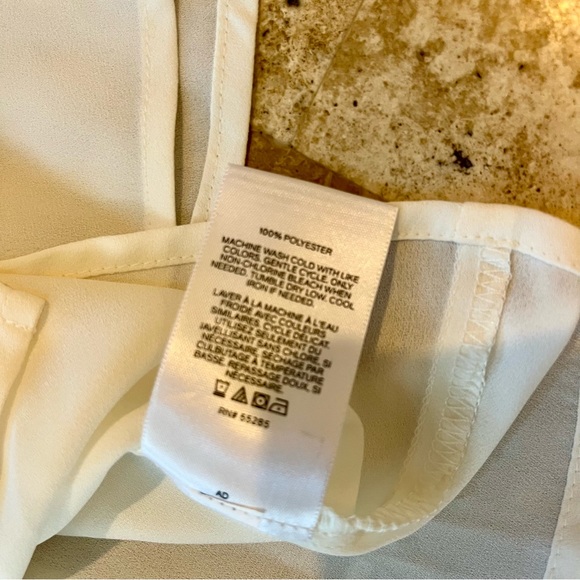 100% POLYESTER
MACHINE WASH COLD WITH LIKE
COLORS. GENTLE CYCLE. ONLY
NON-CHLORINE BLEACH WHEN
NEEDED. TUMBLE DRY LOW. COOL
IRON IF NEEDED.
LAVER À LA MACHINE À L'EAU
FROIDE AVEC COULEURS
SIMILAIRES. CYCLE DÉLICAT.
UTILISEZ SEULEMENT DU
JAVELLISANT SANS CHLORE, SI
NÉCESSAIRE. SÉCHAGE PAR
CULBUTAGE À TEMPÉRATURE
BASSE. REPASSAGE DOUX, SI
NÉCESSAIRE.
RN# 55285
AD